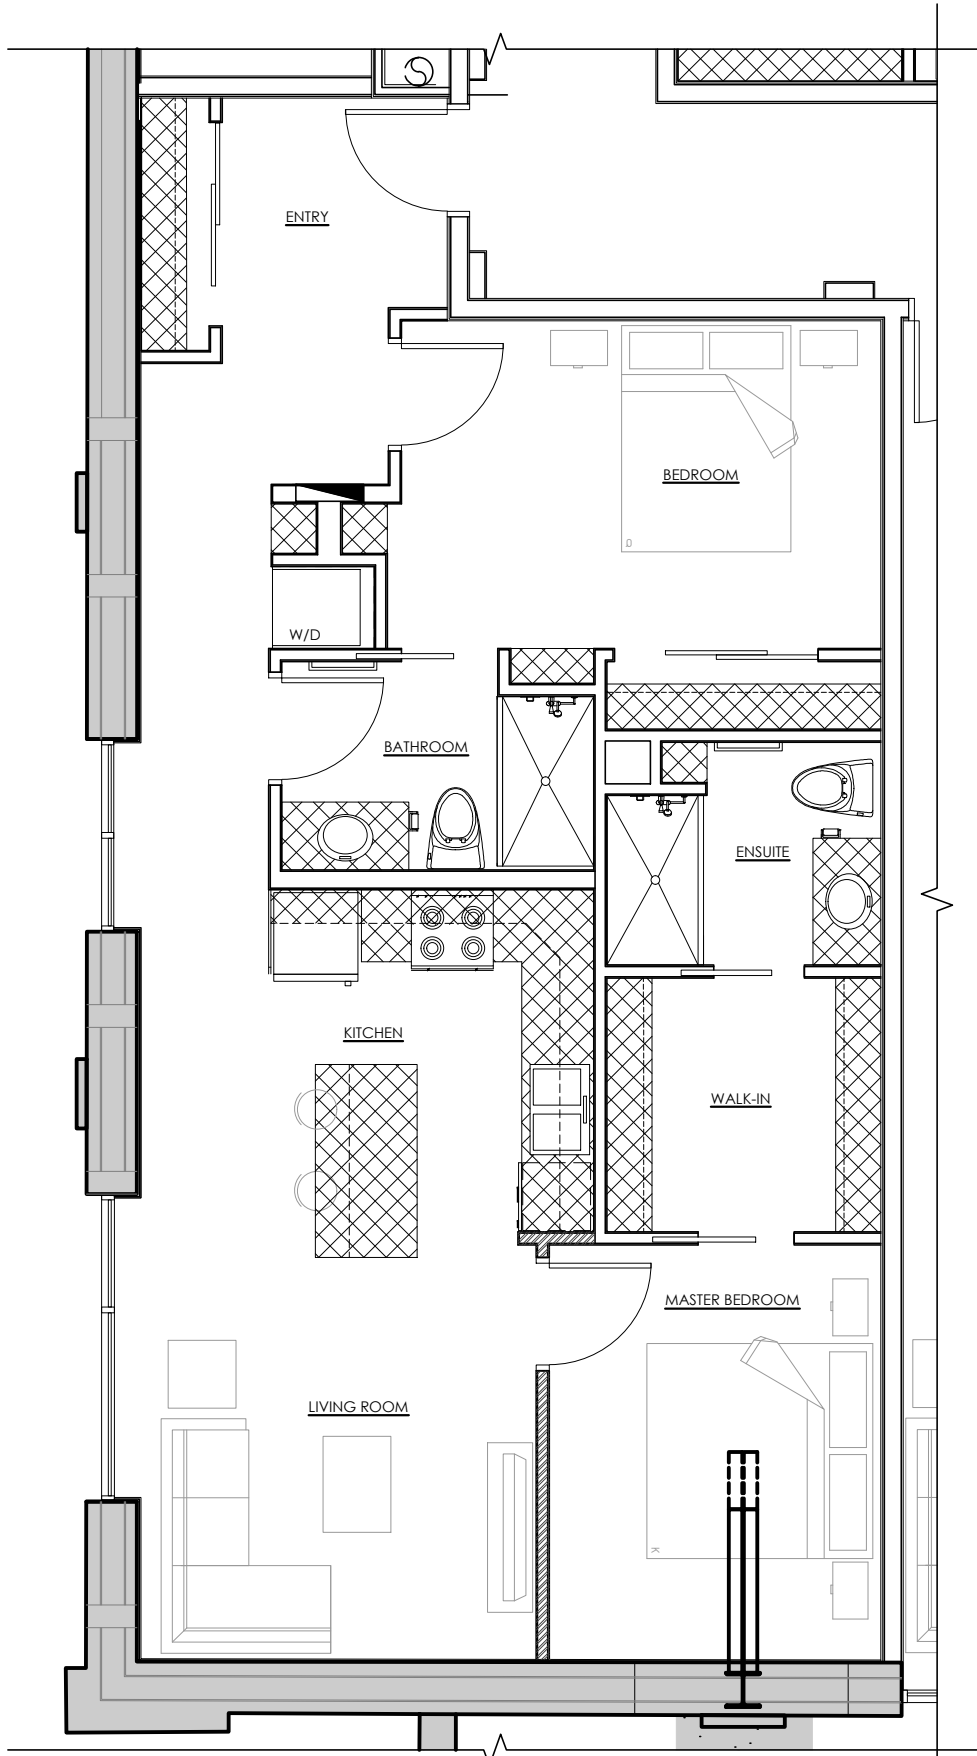 ENTRY
BEDROOM
W/D
BATHROOM
ENSUITE
KITCHEN
WALK-IN
MASTER BEDROOM
LIVING ROOM
K